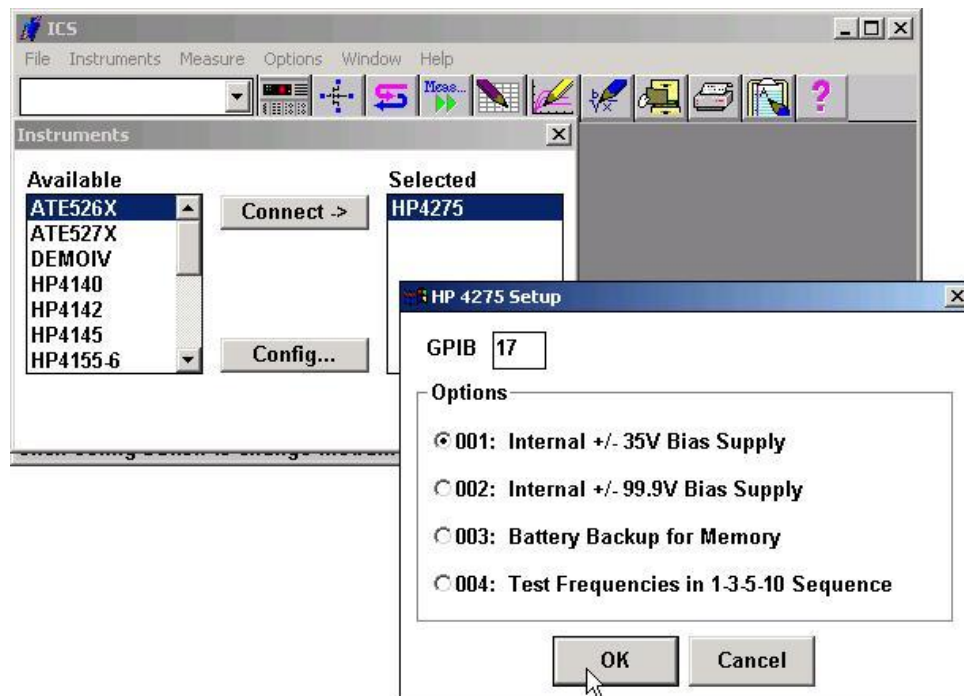 ICS
File Instruments Measure Options Window Help
Meas...
Instruments
Available
Selected
ATE526X
ATE527X
DEMOIV
HP4140
HP4142
HP4145
HP4155-6
Connect ->
Config...
HP4275
HP 4275 Setup
GPIB 17
Options
001: Internal +/- 35V Bias Supply
002: Internal +/- 99.9V Bias Supply
003: Battery Backup for Memory
004: Test Frequencies in 1-3-5-10 Sequence
OK
Cancel